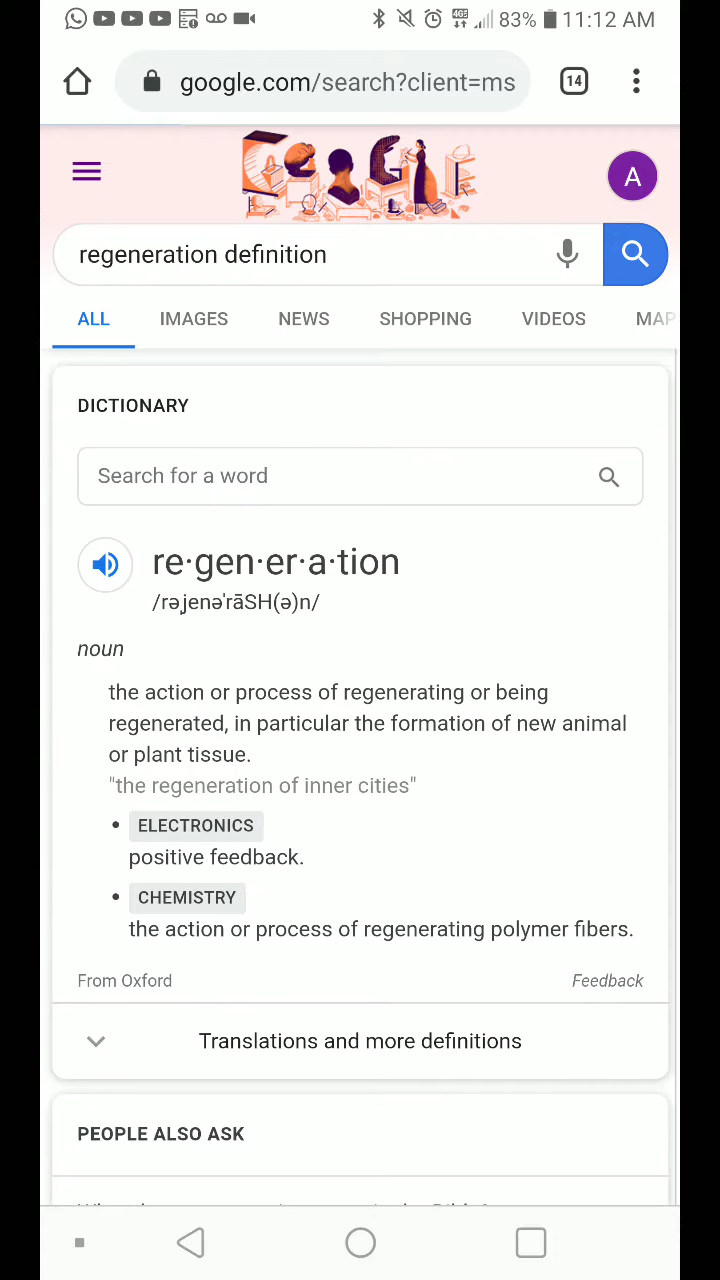 83% 11:12 AM
google.com/search?client=ms
14
Google
A
regeneration definition
ALL IMAGES NEWS SHOPPING VIDEOS MAP
DICTIONARY
Search for a word
re·gen·er·a·tion
/rəˌjenəˈrāSH(ə)n/
noun
the action or process of regenerating or being
regenerated, in particular the formation of new animal
or plant tissue.
"the regeneration of inner cities"
• ELECTRONICS
positive feedback.
• CHEMISTRY
the action or process of regenerating polymer fibers.
From Oxford Feedback
Translations and more definitions
PEOPLE ALSO ASK